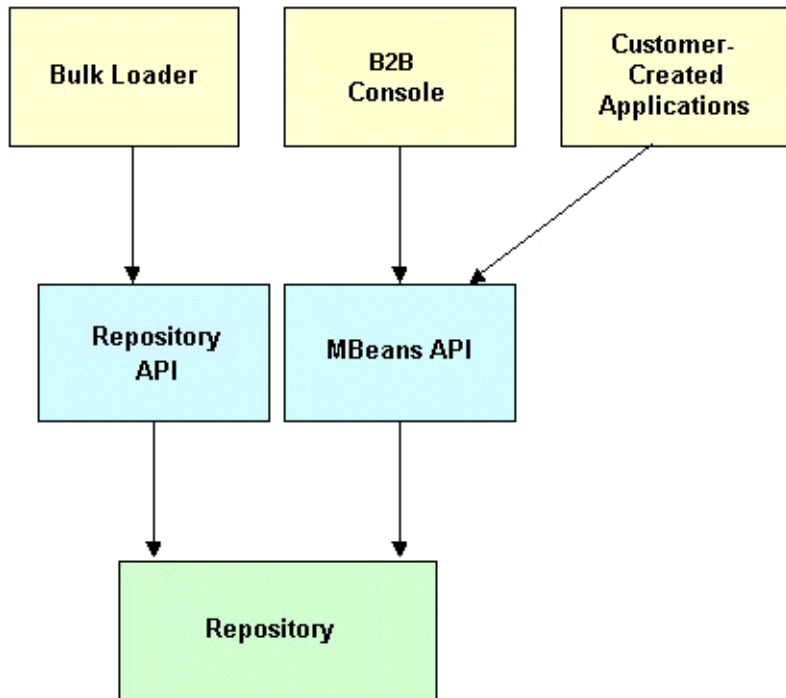 Bulk Loader
B2B
Console
Customer-
Created
Applications
Repository
API
MBeans API
Repository